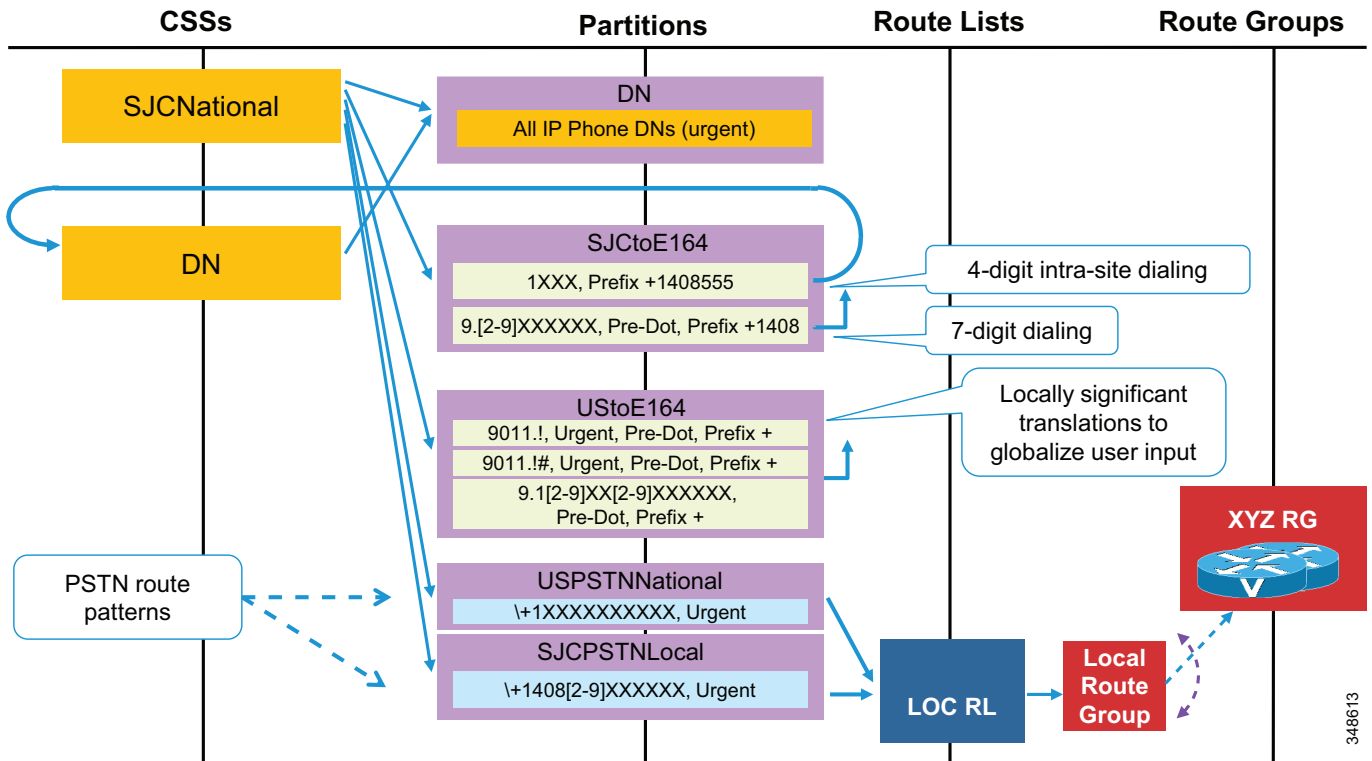 CSSs
Partitions
Route Lists
Route Groups
SJCNational
DN
All IP Phone DNs (urgent)
DN
SJCtoE164
1XXX, Prefix +1408555
9.[2-9]XXXXXX, Pre-Dot, Prefix +1408
4-digit intra-site dialing
7-digit dialing
UStoE164
9011.!, Urgent, Pre-Dot, Prefix +
9011.!#, Urgent, Pre-Dot, Prefix +
9.1[2-9]XX[2-9]XXXXXX,
Pre-Dot, Prefix +
Locally significant
translations to
globalize user input
XYZ RG
V
PSTN route
patterns
USPSTNNational
\+1XXXXXXXXXX, Urgent
SJCPSTNLocal
\+1408[2-9]XXXXXX, Urgent
LOC RL
Local
Route
Group
348613